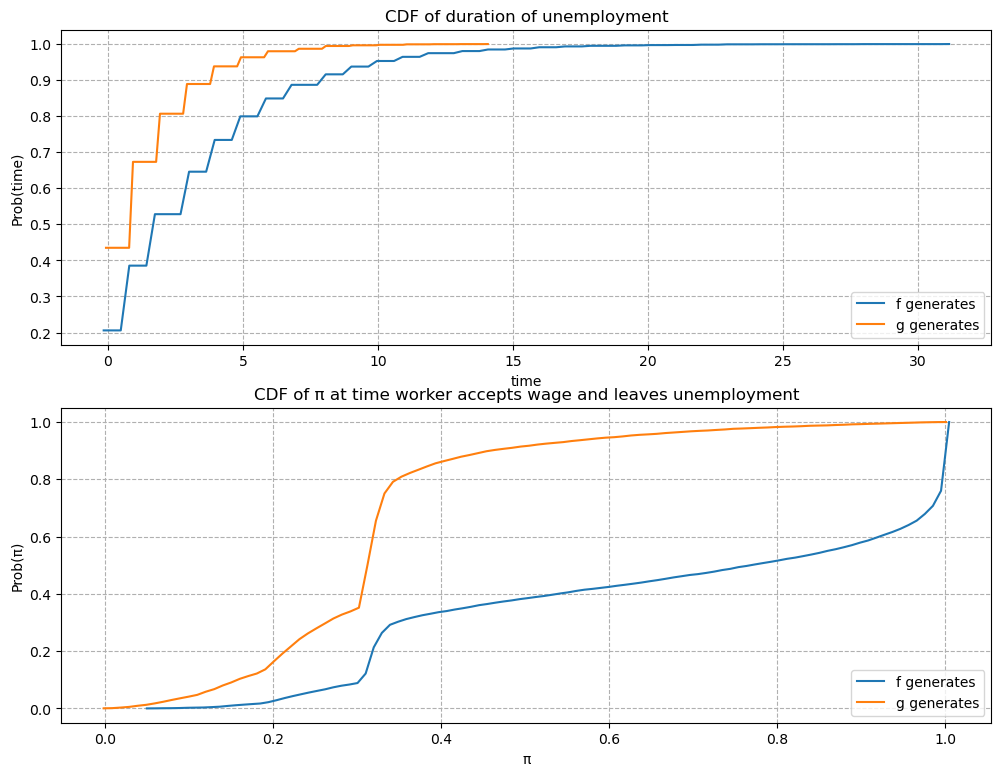 CDF of duration of unemployment
1.0
0.9
0.8
0.7
0.6
0.5
0.4
0.3
0.2
Prob(time)
f generates
g generates
0 5 10 15 20 25 30
time
CDF of π at time worker accepts wage and leaves unemployment
1.0
0.8
0.6
0.4
0.2
0.0
Prob(π)
f generates
g generates
0.0 0.2 0.4 0.6 0.8 1.0
π